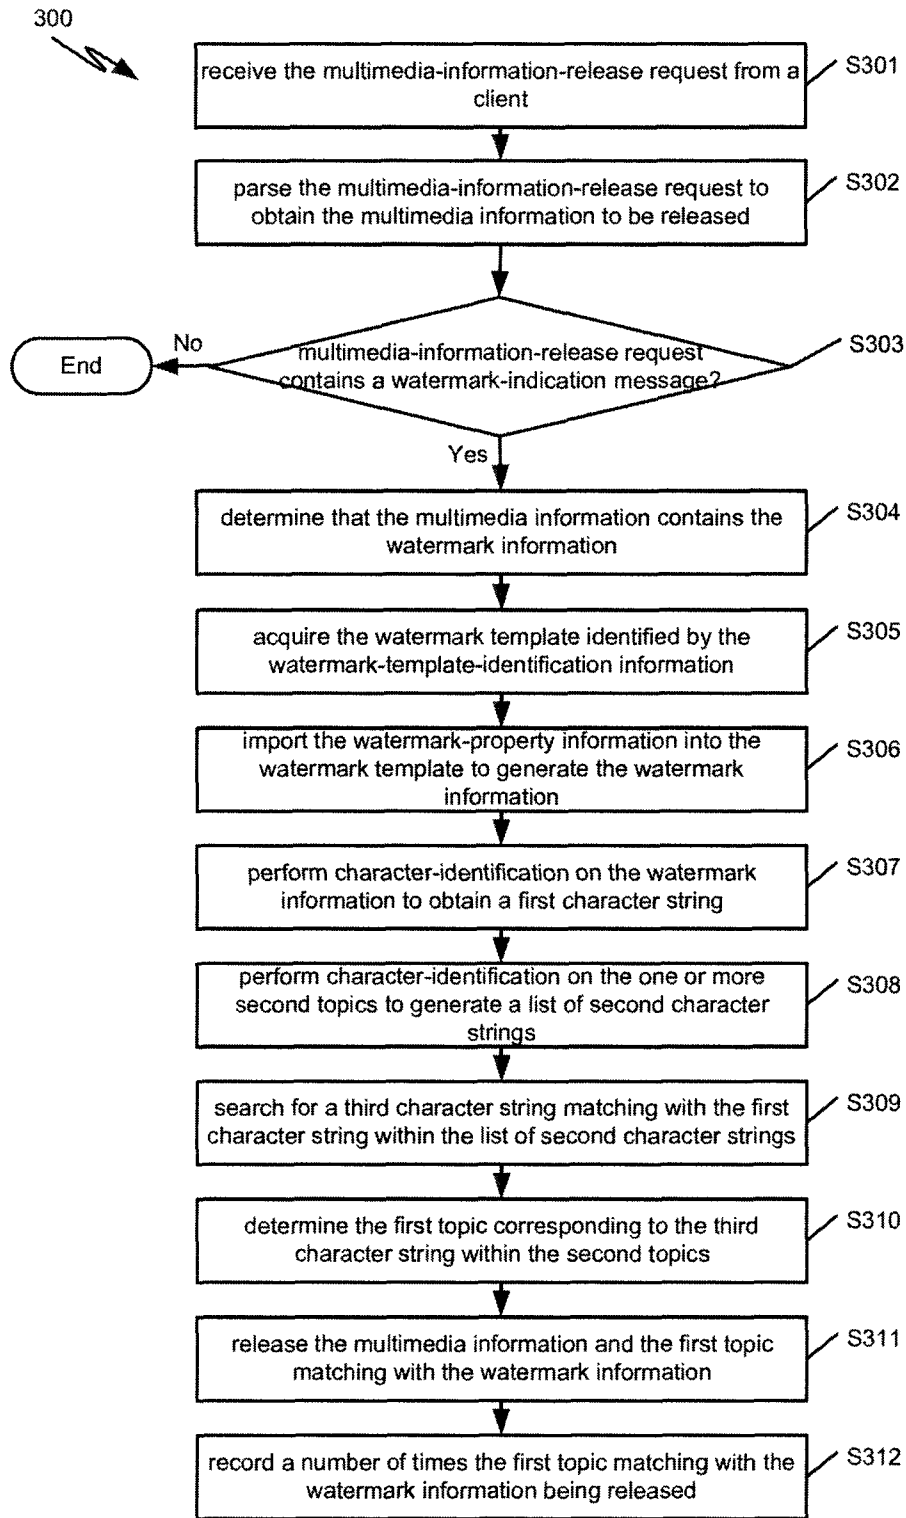 300
receive the multimedia-information-release request from a
client
S301
parse the multimedia-information-release request to
obtain the multimedia information to be released
S302
multimedia-information-release request
contains a watermark-indication message?
S303
No
End
Yes
determine that the multimedia information contains the
watermark information
S304
acquire the watermark template identified by the
watermark-template-identification information
S305
import the watermark-property information into the
watermark template to generate the watermark
information
S306
perform character-identification on the watermark
information to obtain a first character string
S307
perform character-identification on the one or more
second topics to generate a list of second character
strings
S308
search for a third character string matching with the first
character string within the list of second character strings
S309
determine the first topic corresponding to the third
character string within the second topics
S310
release the multimedia information and the first topic
matching with the watermark information
S311
record a number of times the first topic matching with the
watermark information being released
S312